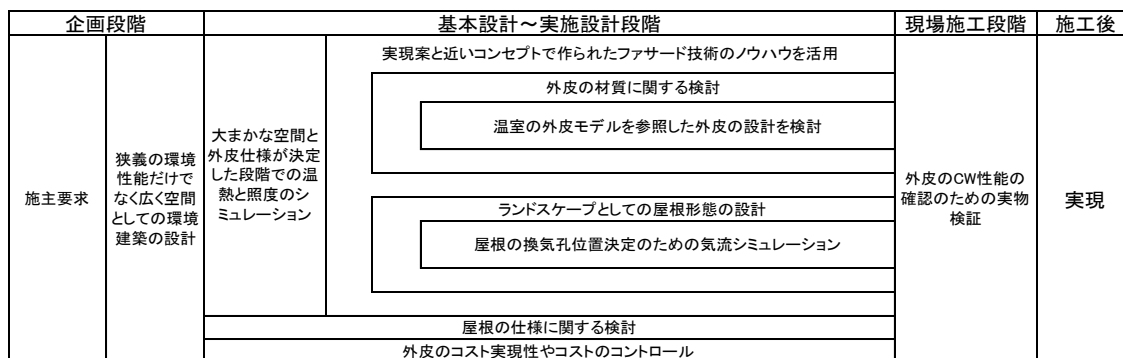 企画段階
基本設計～実施設計段階
現場施工段階
施工後
施主要求
狭義の環境
性能だけで
なく広く空間
としての環境
建築の設計
大まかな空間と
外皮仕様が決定
した段階での温
熱と照度のシ
ミュレーション
実現案と近いコンセプトで作られたファサード技術のノウハウを活用
外皮の材質に関する検討
温室の外皮モデルを参照した外皮の設計を検討
ランドスケープとしての屋根形態の設計
屋根の換気孔位置決定のための気流シミュレーション
屋根の仕様に関する検討
外皮のコスト実現性やコストのコントロール
外皮のCW性能の
確認のための実物
検証
実現